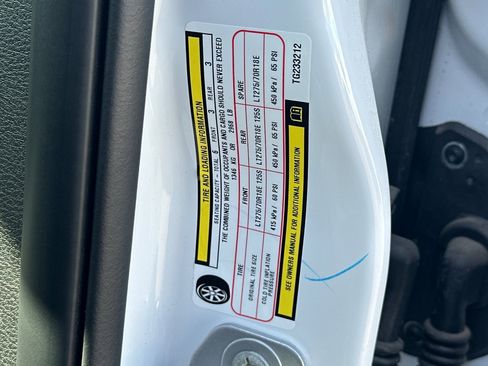 TIRE AND LOADING INFORMATION
SEATING CAPACITY - TOTAL 6 FRONT 3 REAR 3
THE COMBINED WEIGHT OF OCCUPANTS AND CARGO SHOULD NEVER EXCEED
1346 KG OR 2968 LB
TIRE FRONT REAR SPARE
ORIGINAL TIRE SIZE LT275/70R18E 125S LT275/70R18E 125S LT275/70R18E
COLD TIRE INFLATION PRESSURE 415 kPa / 60 PSI 450 kPa / 65 PSI 450 kPa / 65 PSI
SEE OWNERS MANUAL FOR ADDITIONAL INFORMATION
TG233212